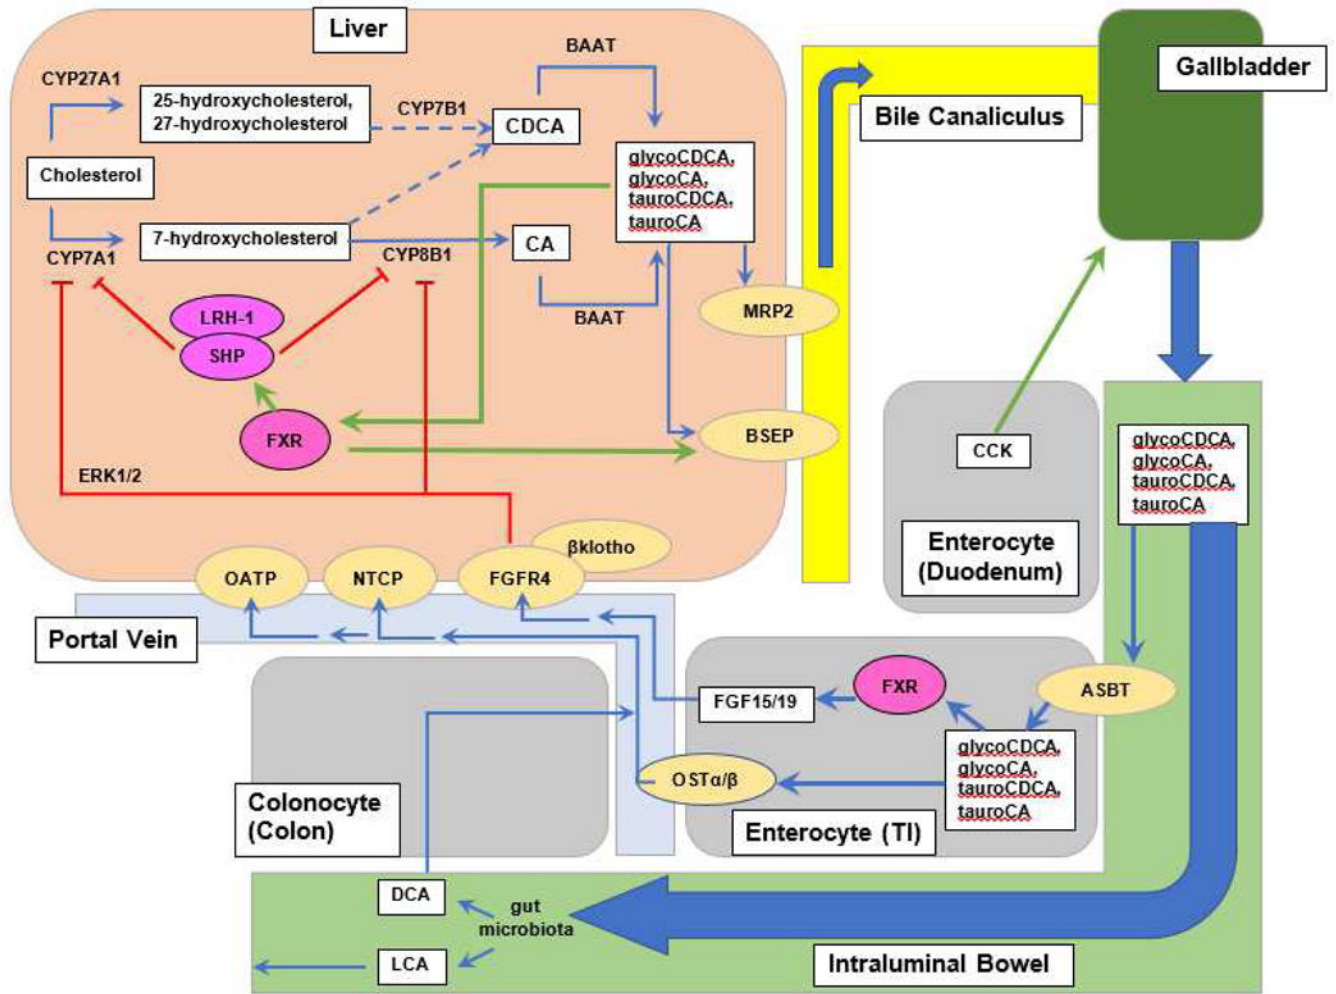 Liver
BAAT
CYP27A1
25-hydroxycholesterol,
27-hydroxycholesterol
CYP7B1
CDCA
Cholesterol
glycoCDCA,
glycoCA,
tauroCDCA,
tauroCA
7-hydroxycholesterol
CA
CYP7A1
CYP8B1
BAAT
LRH-1
SHP
MRP2
FXR
BSEP
ERK1/2
βklotho
OATP
NTCP
FGFR4
Bile Canaliculus
Gallbladder
CCK
Enterocyte
(Duodenum)
glycoCDCA,
glycoCA,
tauroCDCA,
tauroCA
Portal Vein
FGF15/19
FXR
ASBT
glycoCDCA,
glycoCA,
tauroCDCA,
tauroCA
OSTα/β
Enterocyte (TI)
Colonocyte
(Colon)
DCA
gut
microbiota
LCA
Intraluminal Bowel